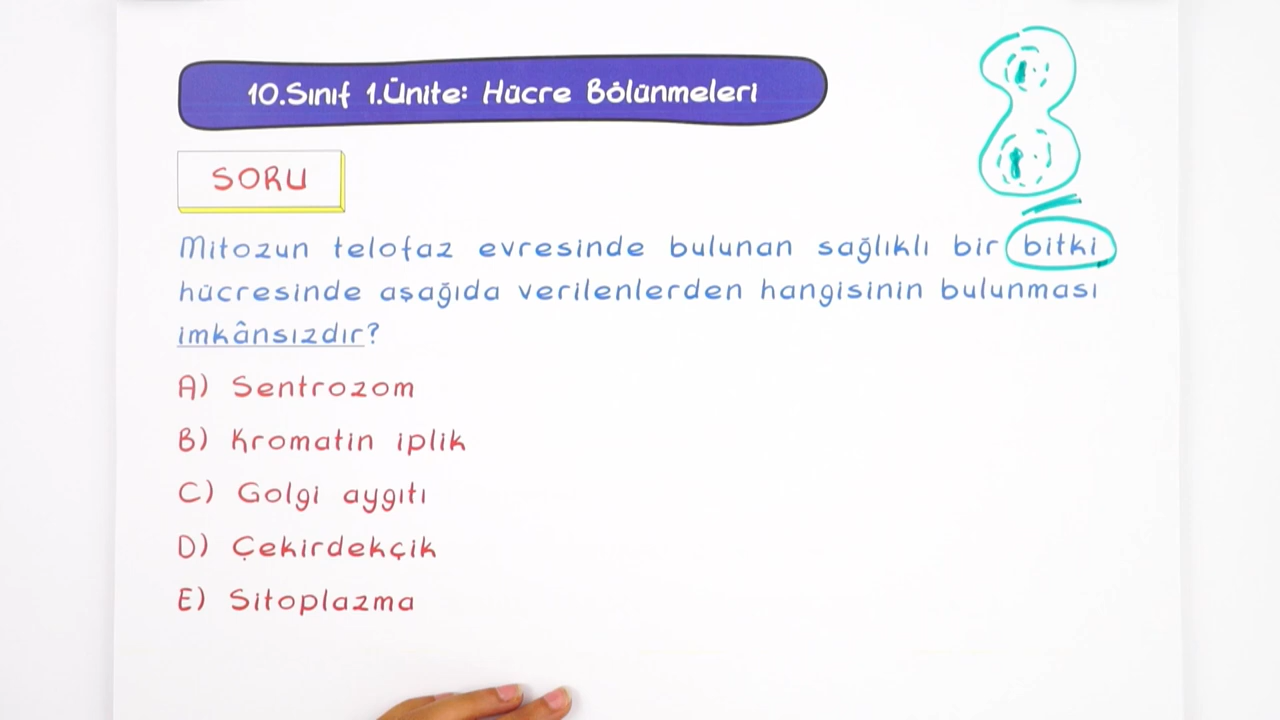 10.Sınıf 1.Ünite: Hücre Bölünmeleri
SORU
Mitozun telofaz evresinde bulunan sağlıklı bir bitki
hücresinde aşağıda verilenlerden hangisinin bulunması
imkânsızdır?
A) Sentrozom
B) Kromatin iplik
C) Golgi aygıtı
D) Çekirdekçik
E) Sitoplazma